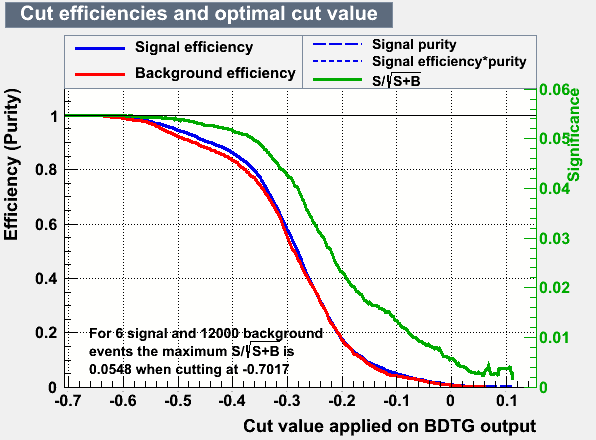 Cut efficiencies and optimal cut value
Signal efficiency
Background efficiency
Signal purity
Signal efficiency*purity
S/√S+B
Efficiency (Purity)
1
0.8
0.6
0.4
0.2
0
0.06
0.05
0.04
0.03
0.02
0.01
0
Significance
For 6 signal and 12000 background
events the maximum S/√S+B is
0.0548 when cutting at -0.7017
-0.7 -0.6 -0.5 -0.4 -0.3 -0.2 -0.1 0 0.1
Cut value applied on BDTG output